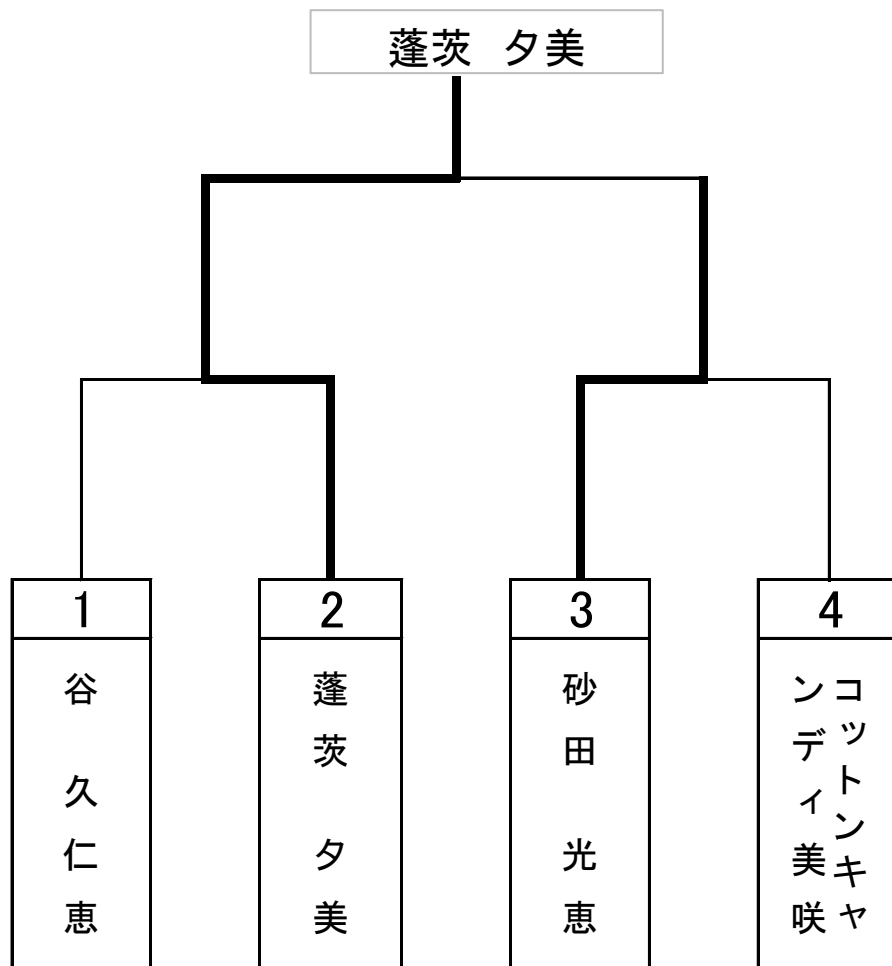 蓬茨 夕美
1
2
3
4
谷 久仁恵
蓬茨 夕美
砂田 光恵
コットンキャ
ンディ美咲